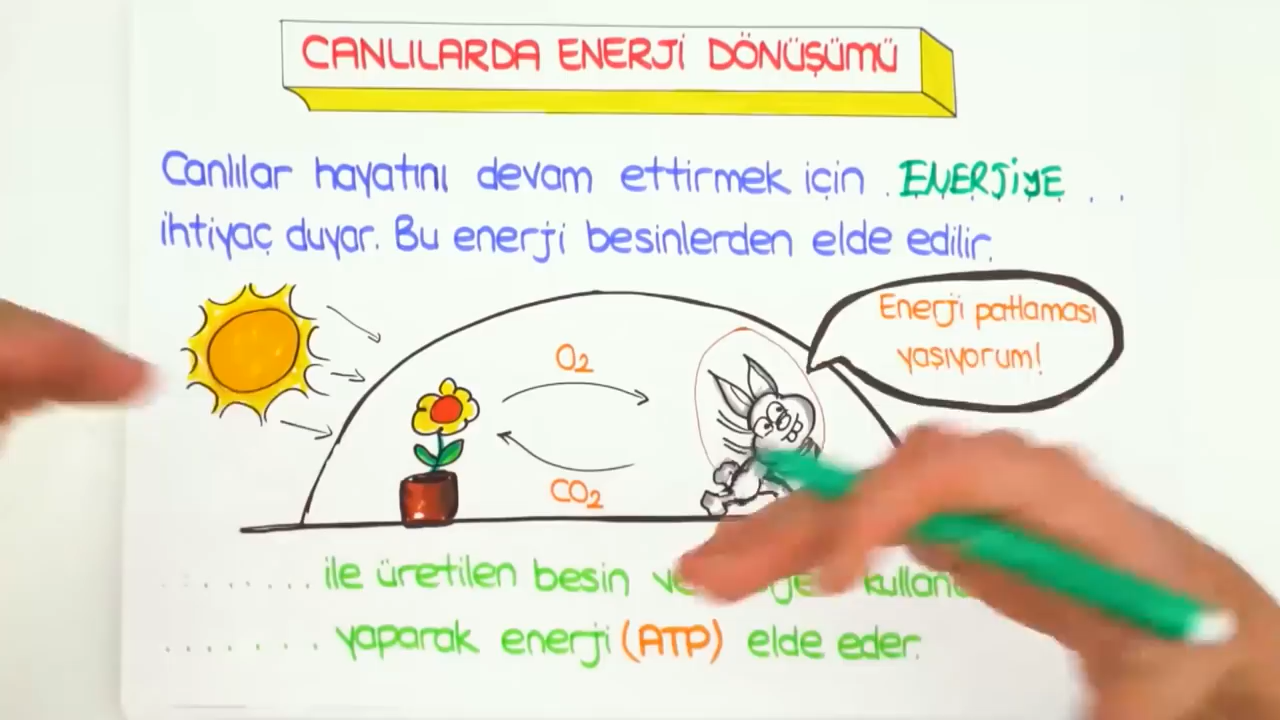 CANLILARDA ENERJİ DÖNÜŞÜMÜ
Canlılar hayatını devam ettirmek için . ENERJİYE . .
ihtiyaç duyar. Bu enerji besinlerden elde edilir.
Enerji patlaması
yaşıyorum!
O2
CO2
. . . . . . . . ile üretilen besin
. . . . . . . yaparak enerji (ATP) elde eder.